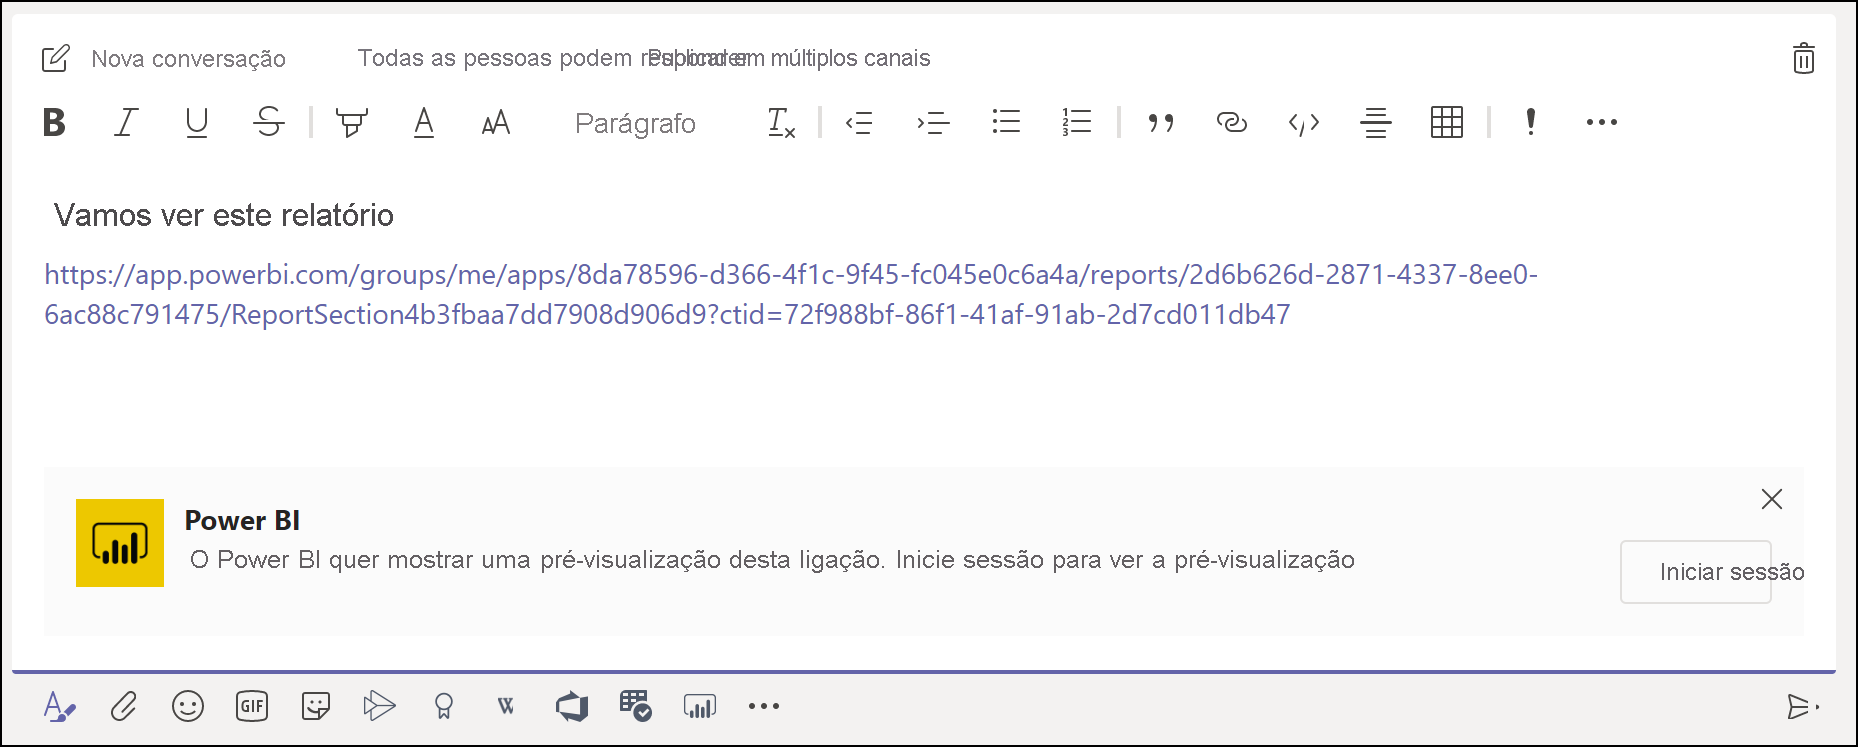 Nova conversação Todas as pessoas podem responder Publicar em múltiplos canais
B I U S A AA Parágrafo
Vamos ver este relatório
https://app.powerbi.com/groups/me/apps/8da78596-d366-4f1c-9f45-fc045e0c6a4a/reports/2d6b626d-2871-4337-8ee0-
6ac88c791475/ReportSection4b3fbaa7dd7908d906d9?ctid=72f988bf-86f1-41af-91ab-2d7cd011db47
Power BI
O Power BI quer mostrar uma pré-visualização desta ligação. Inicie sessão para ver a pré-visualização
Iniciar sessão
GIF